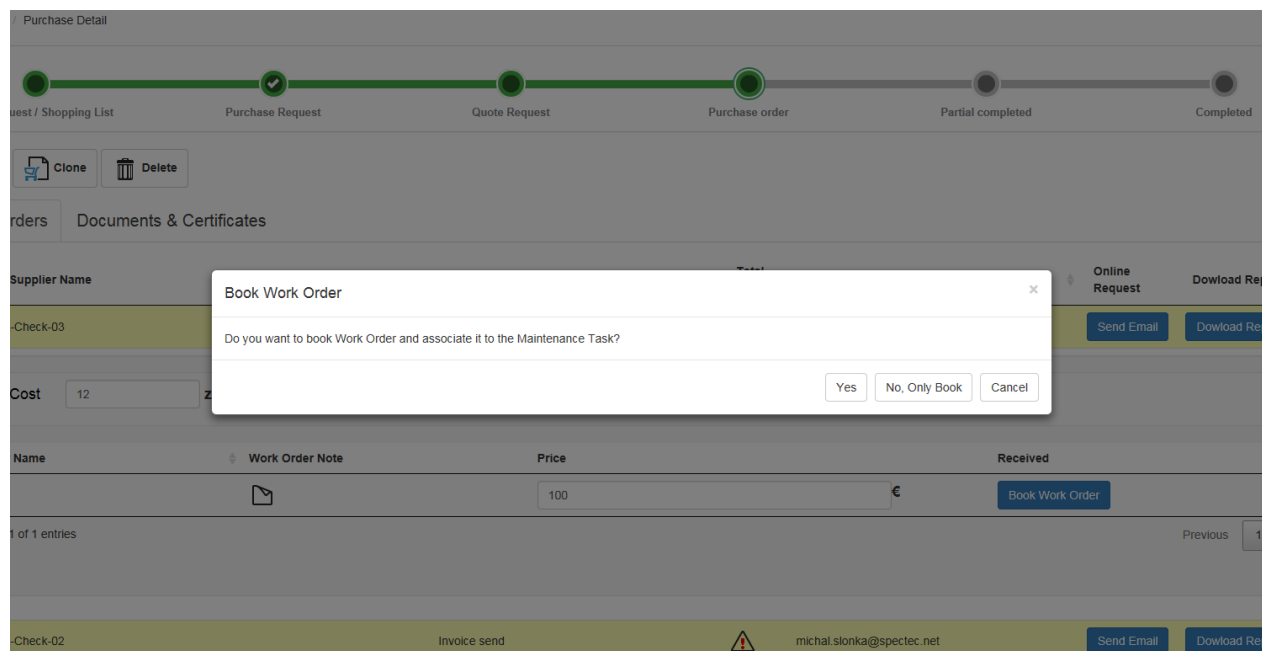 / Purchase Detail
uest / Shopping List Purchase Request Quote Request Purchase order Partial completed Completed
Clone Delete
rders Documents & Certificates
Supplier Name Total Online Request Dowload Rep
-Check-03 Send Email Dowload Re
Book Work Order ×
Do you want to book Work Order and associate it to the Maintenance Task?
Yes No, Only Book Cancel
Cost 12 z
Name Work Order Note Price Received
100 € Book Work Order
1 of 1 entries Previous 1
-Check-02 Invoice send michal.slonka@spectec.net Send Email Dowload Re